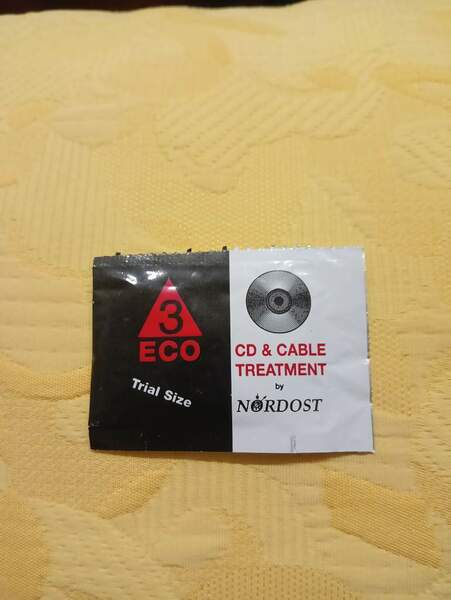 3
ECO
Trial Size
CD & CABLE
TREATMENT
by
NORDOST